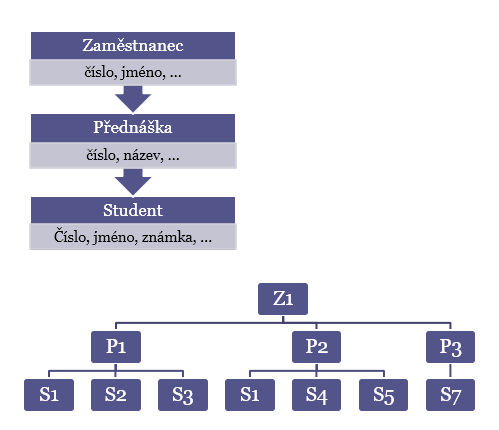 Zaměstnanec
číslo, jméno, ...
Přednáška
číslo, název, ...
Student
Číslo, jméno, známka, ...
Z1
P1 P2 P3
S1 S2 S3 S1 S4 S5 S7